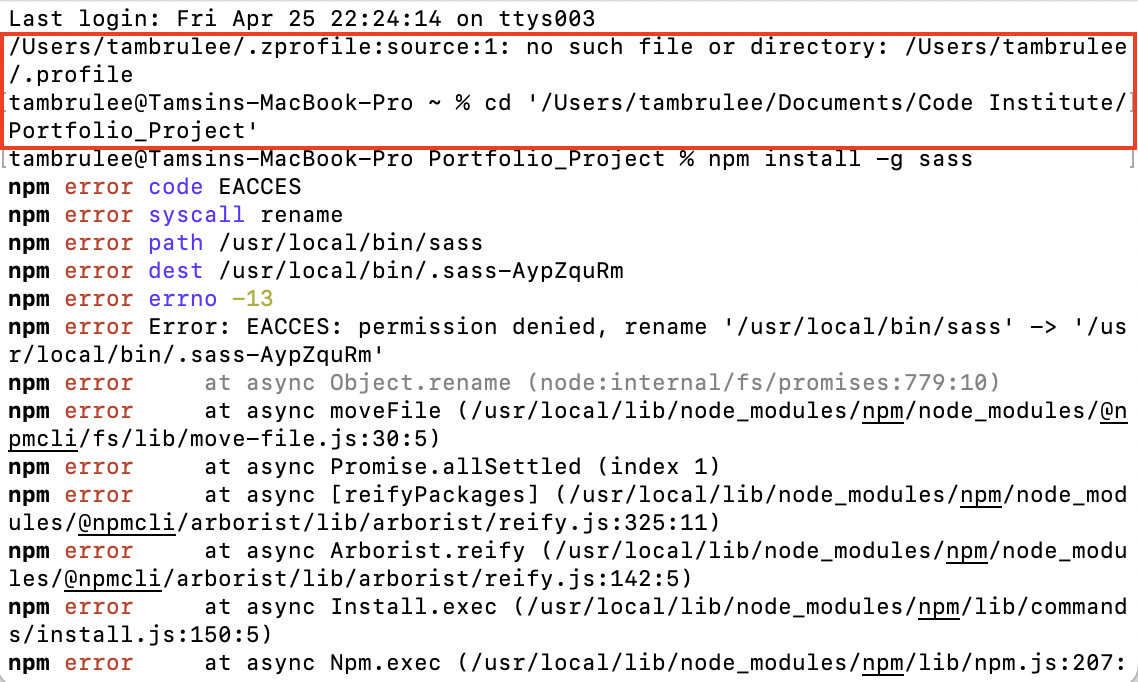 Last login: Fri Apr 25 22:24:14 on ttys003
/Users/tambrulee/.zprofile:source:1: no such file or directory: /Users/tambrulee
/.profile
tambrulee@Tamsins-MacBook-Pro ~ % cd '/Users/tambrulee/Documents/Code Institute/
Portfolio_Project'
tambrulee@Tamsins-MacBook-Pro Portfolio_Project % npm install -g sass
npm error code EACCES
npm error syscall rename
npm error path /usr/local/bin/sass
npm error dest /usr/local/bin/.sass-AypZquRm
npm error errno -13
npm error Error: EACCES: permission denied, rename '/usr/local/bin/sass' -> '/us
r/local/bin/.sass-AypZquRm'
npm error     at async Object.rename (node:internal/fs/promises:779:10)
npm error     at async moveFile (/usr/local/lib/node_modules/npm/node_modules/@n
pmcli/fs/lib/move-file.js:30:5)
npm error     at async Promise.allSettled (index 1)
npm error     at async [reifyPackages] (/usr/local/lib/node_modules/npm/node_mod
ules/@npmcli/arborist/lib/arborist/reify.js:325:11)
npm error     at async Arborist.reify (/usr/local/lib/node_modules/npm/node_modu
les/@npmcli/arborist/lib/arborist/reify.js:142:5)
npm error     at async Install.exec (/usr/local/lib/node_modules/npm/lib/command
s/install.js:150:5)
npm error     at async Npm.exec (/usr/local/lib/node_modules/npm/lib/npm.js:207: